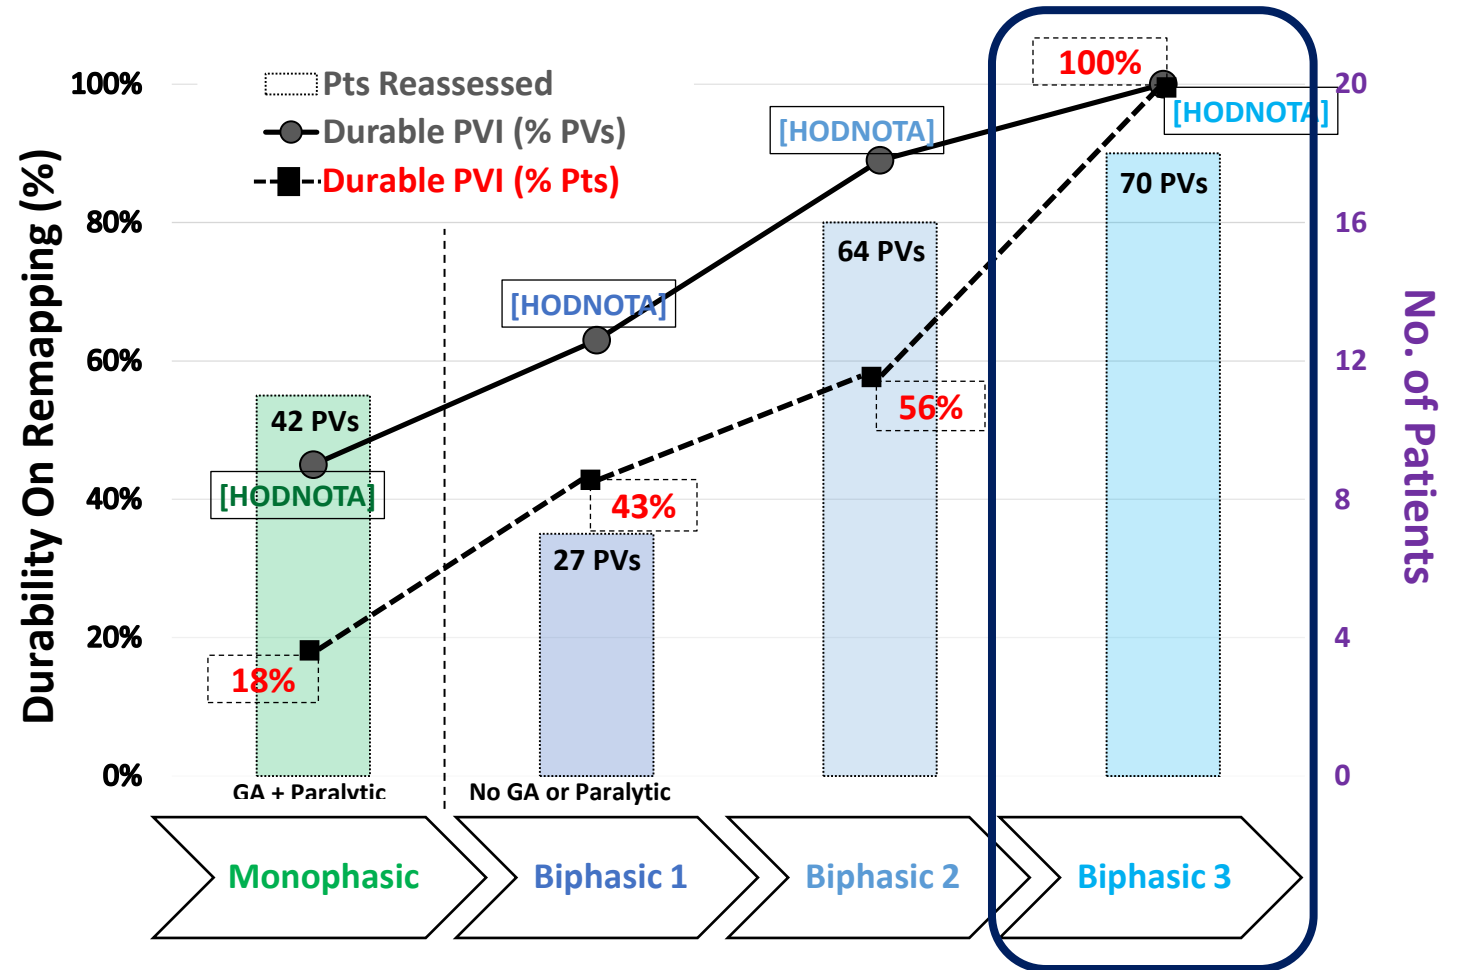 Pts Reassessed
Durable PVI (% PVs)
Durable PVI (% Pts)
Durability On Remapping (%)
100%
80%
60%
40%
20%
0%
No. of Patients
20
16
12
8
4
0
42 PVs
[HODNOTA]
18%
[HODNOTA]
43%
27 PVs
[HODNOTA]
64 PVs
56%
100%
[HODNOTA]
70 PVs
GA + Paralytic
No GA or Paralytic
Monophasic
Biphasic 1
Biphasic 2
Biphasic 3